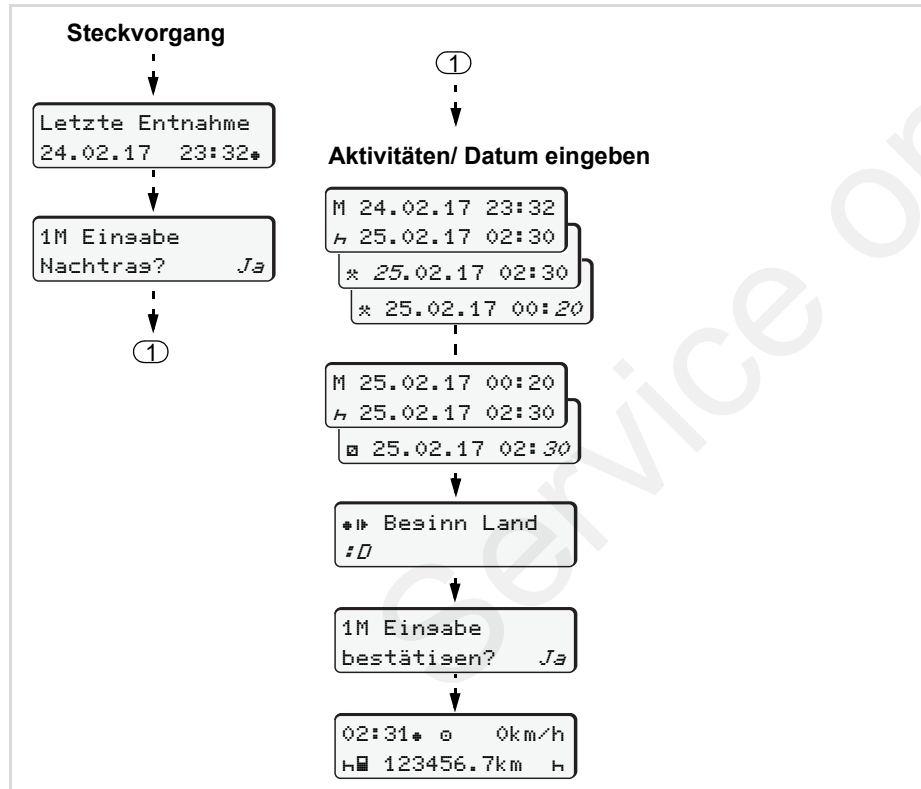 Steckvorgang
Letzte Entnahme
24.02.17 23:32
1M Eingabe
Nachtrag? Ja
1
1
Aktivitäten/ Datum eingeben
M 24.02.17 23:32
25.02.17 02:30
25.02.17 02:30
25.02.17 00:20
M 25.02.17 00:20
25.02.17 02:30
25.02.17 02:30
Beginn Land
:D
1M Eingabe
bestätigen? Ja
02:31 0km/h
123456.7km
Service on